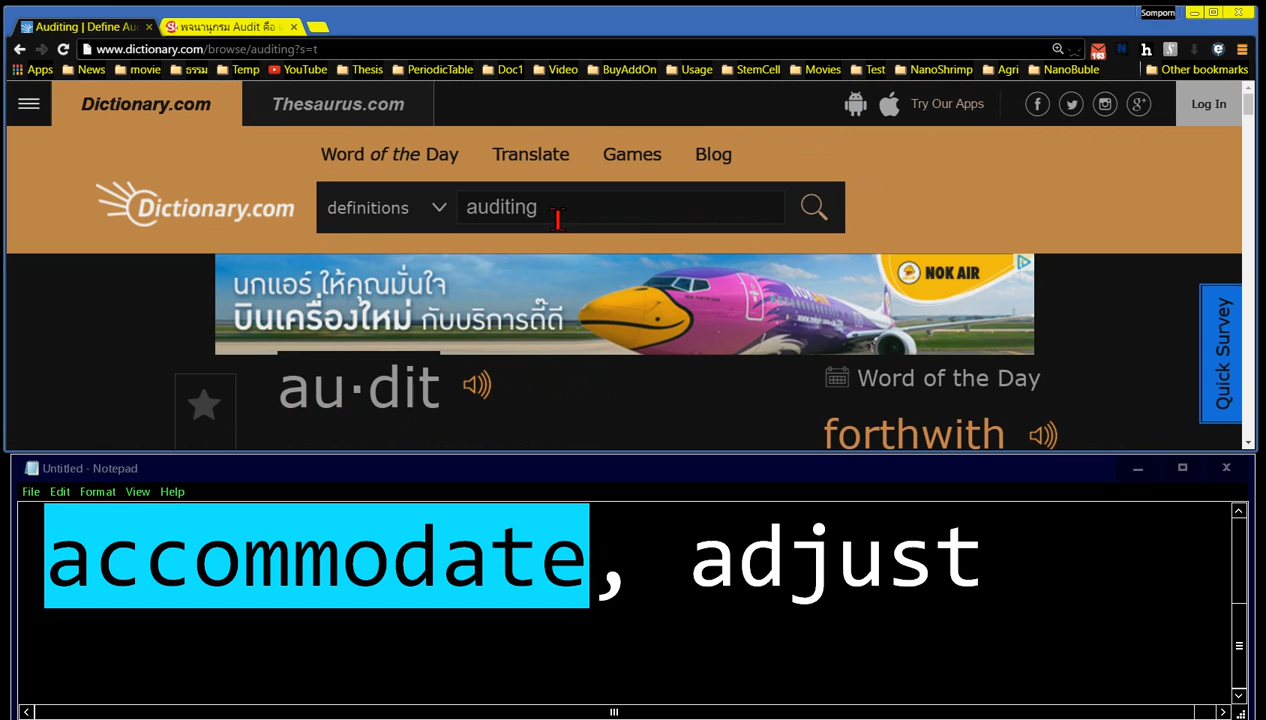 Somporn
Auditing | Define Au
พจนานุกรม Audit คือ
www.dictionary.com/browse/auditing?s=t
163
Apps News movie ธรรม Temp YouTube Thesis PeriodicTable Doc1 Video BuyAddOn Usage StemCell Movies Test NanoShrimp Agri NanoBuble Other bookmarks
Dictionary.com Thesaurus.com Try Our Apps Log In
Word of the Day Translate Games Blog
Dictionary.com definitions auditing
นกแอร์ ให้คุณมั่นใจ
บินเครื่องใหม่ กับบริการดี๊ดี
NOK AIR
Quick Survey
au·dit
Word of the Day
forthwith
Untitled - Notepad
File Edit Format View Help
accommodate, adjust